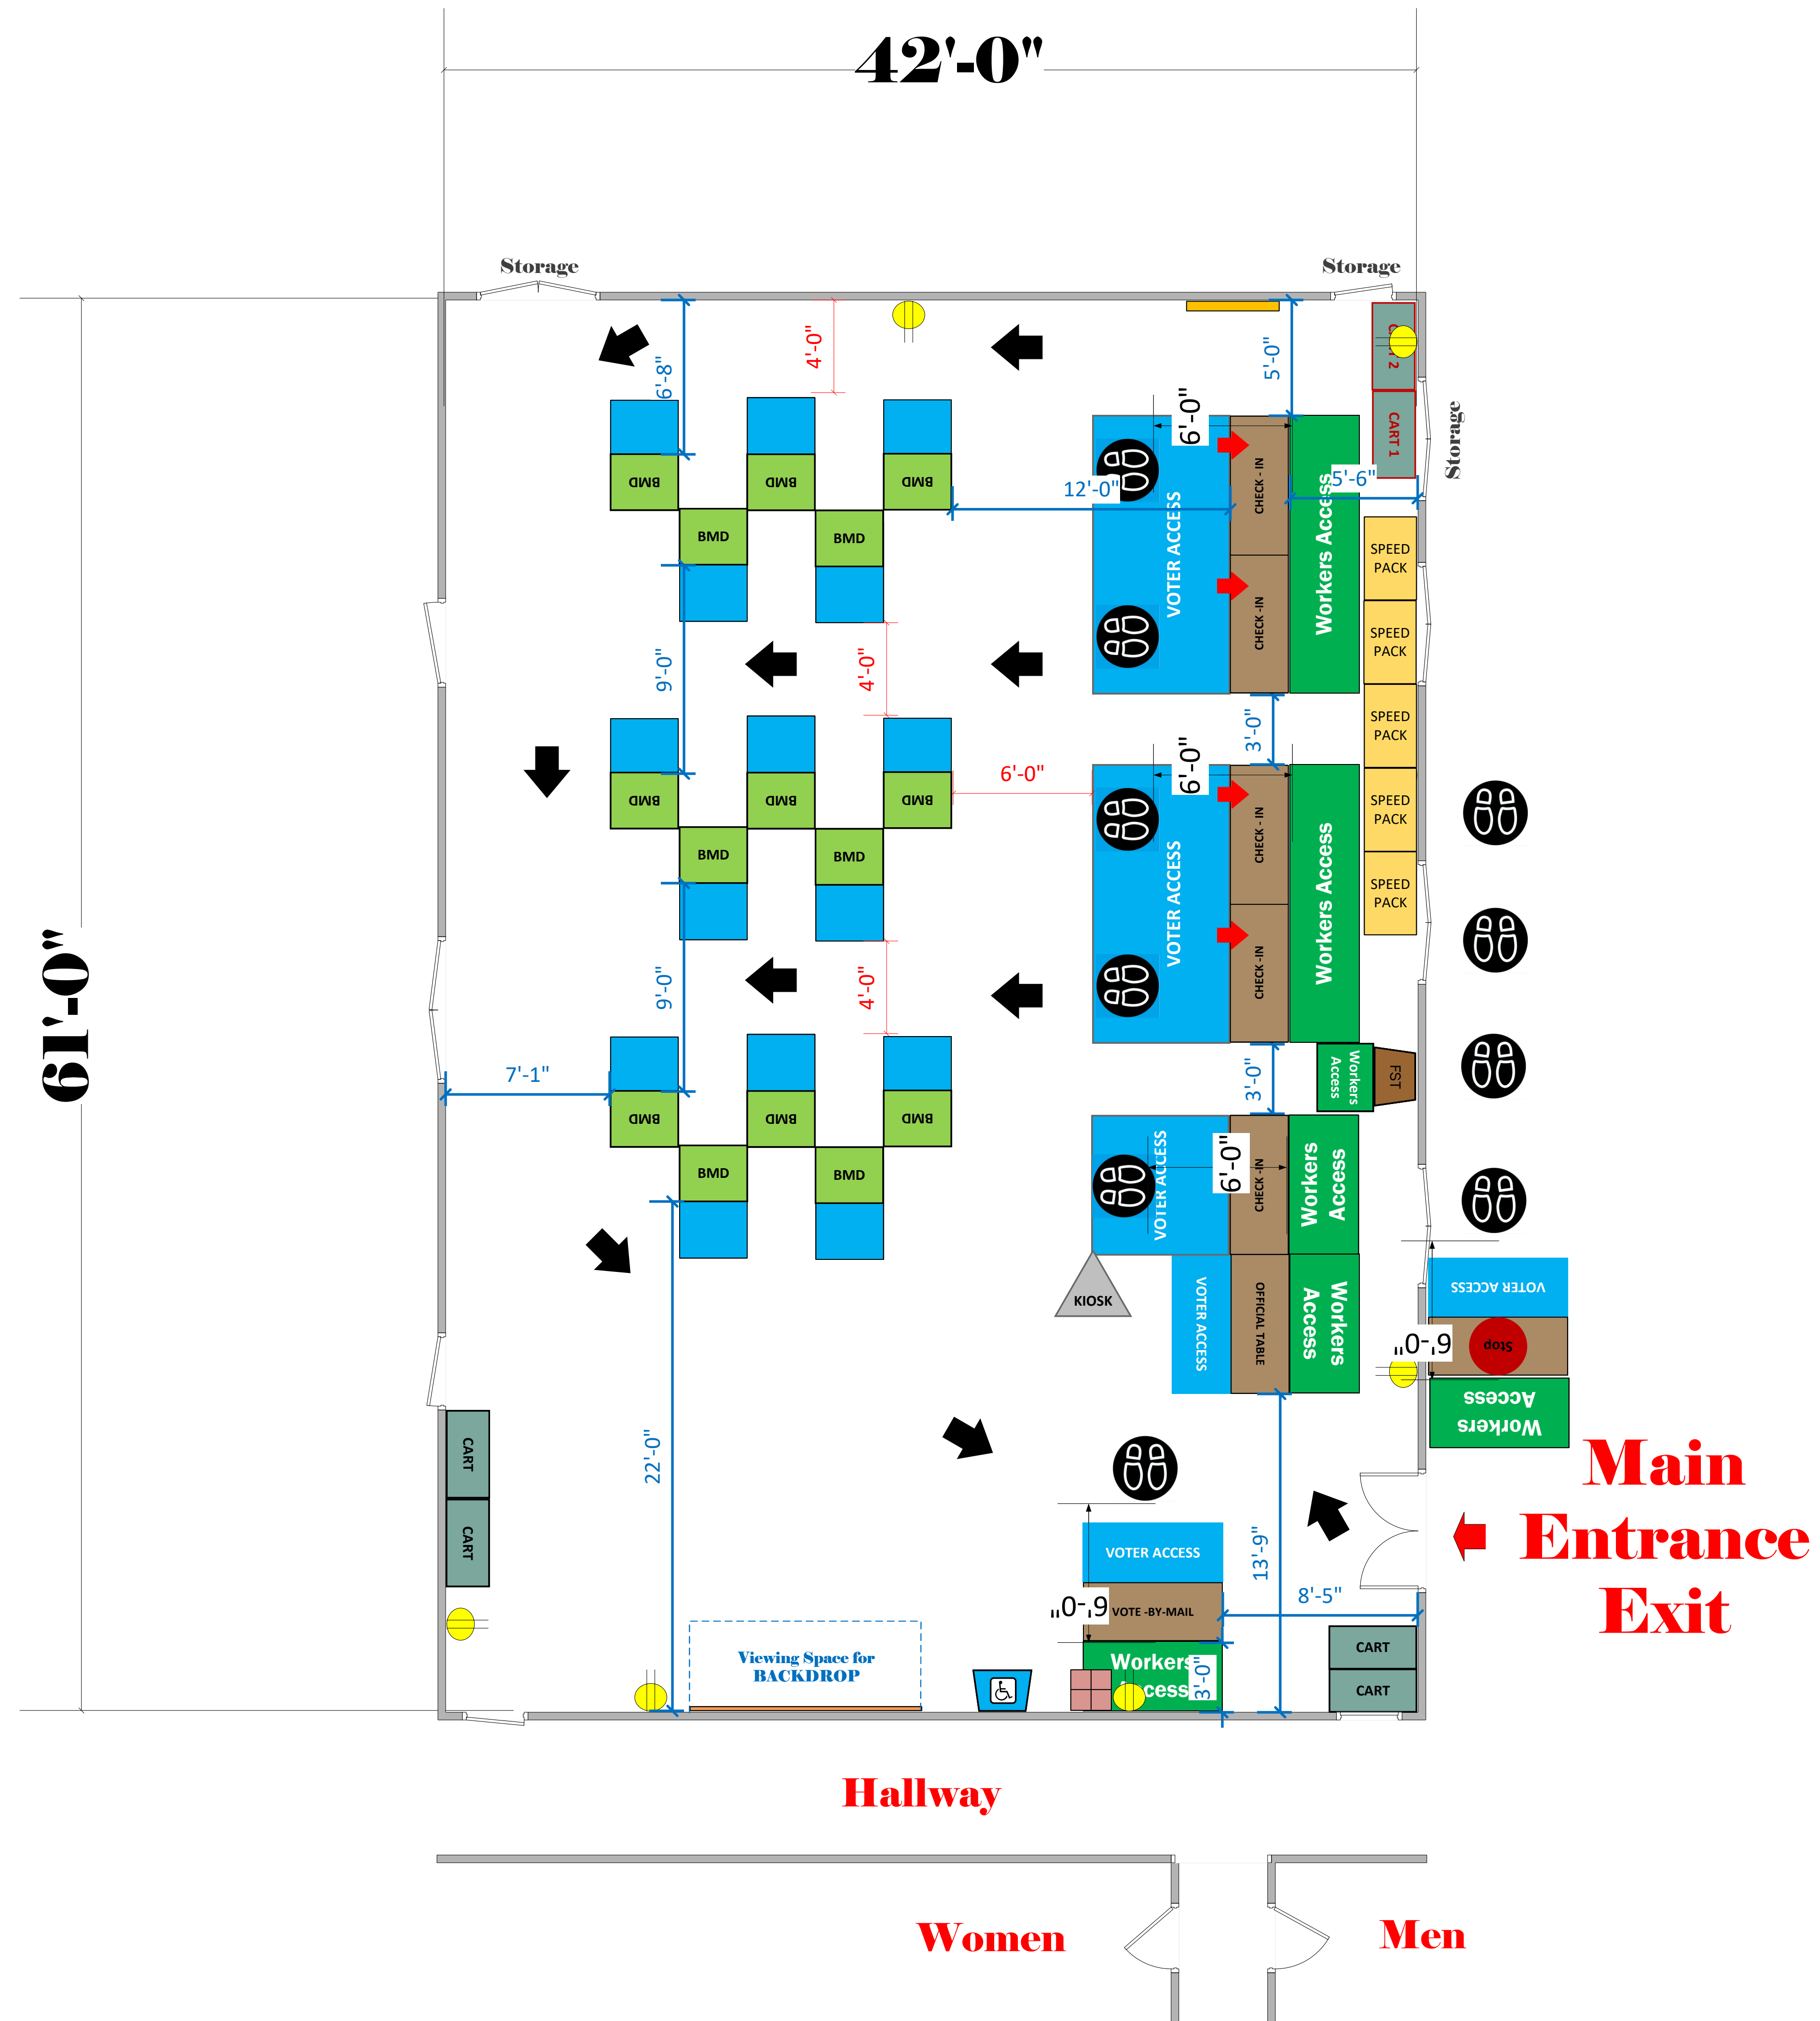 42'-0"
Storage
Storage
6'-8"
4'-0"
5'-0"
2
CART 1
Storage
BMD
BMD
BMD
BMD
BMD
6'-0"
12'-0"
5'-6"
VOTER ACCESS
CHECK - IN
CHECK -IN
Workers Access
SPEED
PACK
SPEED
PACK
SPEED
PACK
SPEED
PACK
SPEED
PACK
9'-0"
4'-0"
3'-0"
BMD
BMD
BMD
BMD
BMD
6'-0"
6'-0"
VOTER ACCESS
CHECK - IN
CHECK -IN
Workers Access
61'-0"
9'-0"
4'-0"
3'-0"
Workers
Access
FST
7'-1"
BMD
BMD
BMD
BMD
BMD
VOTER ACCESS
6'-0"
CHECK -IN
Workers
Access
KIOSK
VOTER ACCESS
OFFICIAL TABLE
Workers
Access
VOTER ACCESS
6'-0"
Stop
Workers
Access
CART
CART
22'-0"
13'-9"
Main
Entrance
Exit
VOTER ACCESS
6'-0"
VOTE -BY-MAIL
8'-5"
Workers
3'-0"
CART
CART
Viewing Space for
BACKDROP
Hallway
Women
Men